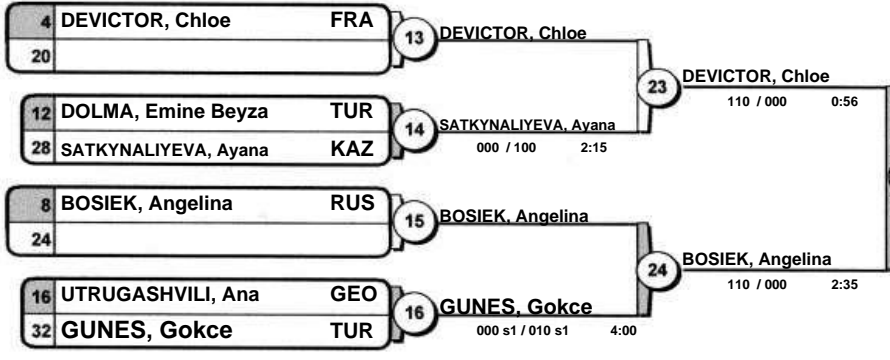 4 DEVICTOR, Chloe FRA
20
13 DEVICTOR, Chloe
12 DOLMA, Emine Beyza TUR
28 SATKYNALIYEVA, Ayana KAZ
14 SATKYNALIYEVA, Ayana
000 / 100 2:15
23 DEVICTOR, Chloe
110 / 000 0:56
8 BOSIEK, Angelina RUS
24
15 BOSIEK, Angelina
16 UTRUGASHVILI, Ana GEO
32 GUNES, Gokce TUR
16 GUNES, Gokce
000 s1 / 010 s1 4:00
24 BOSIEK, Angelina
110 / 000 2:35